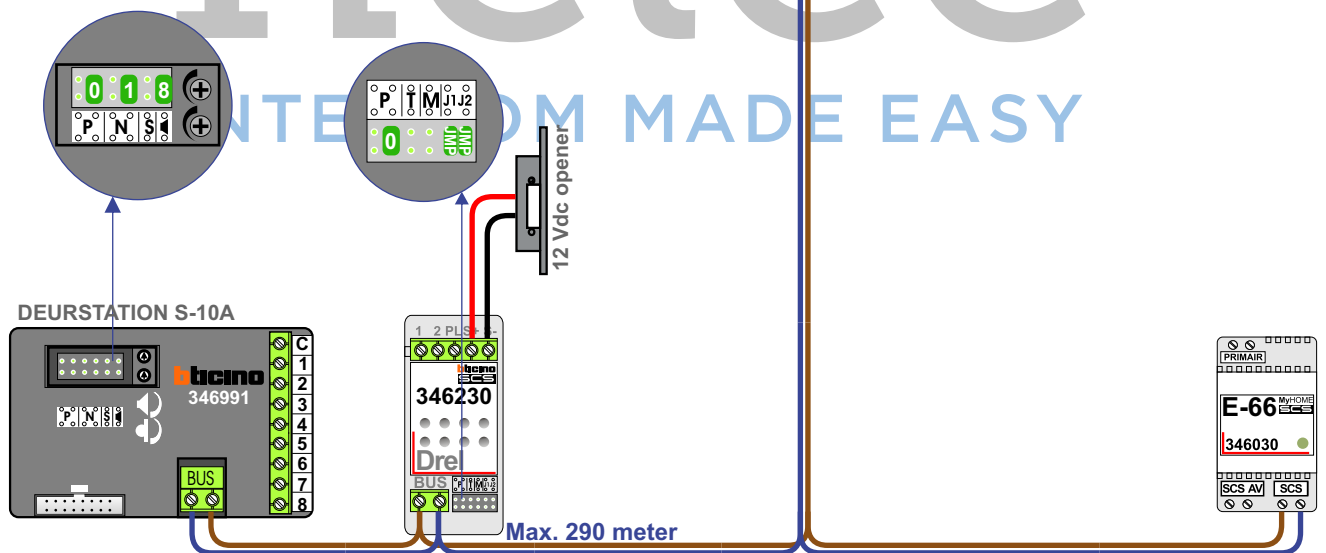 INTERCOM MADE EASY
0 1 8
P N S
P T M J1 J2
0 JMP JMP
12 Vdc opener
DEURSTATION S-10A
bticino
346991
P N S
BUS
C
1
2
3
4
5
6
7
8
1 2 PL S+ S-
bticino
SCS
346230
Drel
BUS
P T M J1 J2
Max. 290 meter
PRIMAIR
E-66 MyHOME
SCS
346030
SCS AV SCS